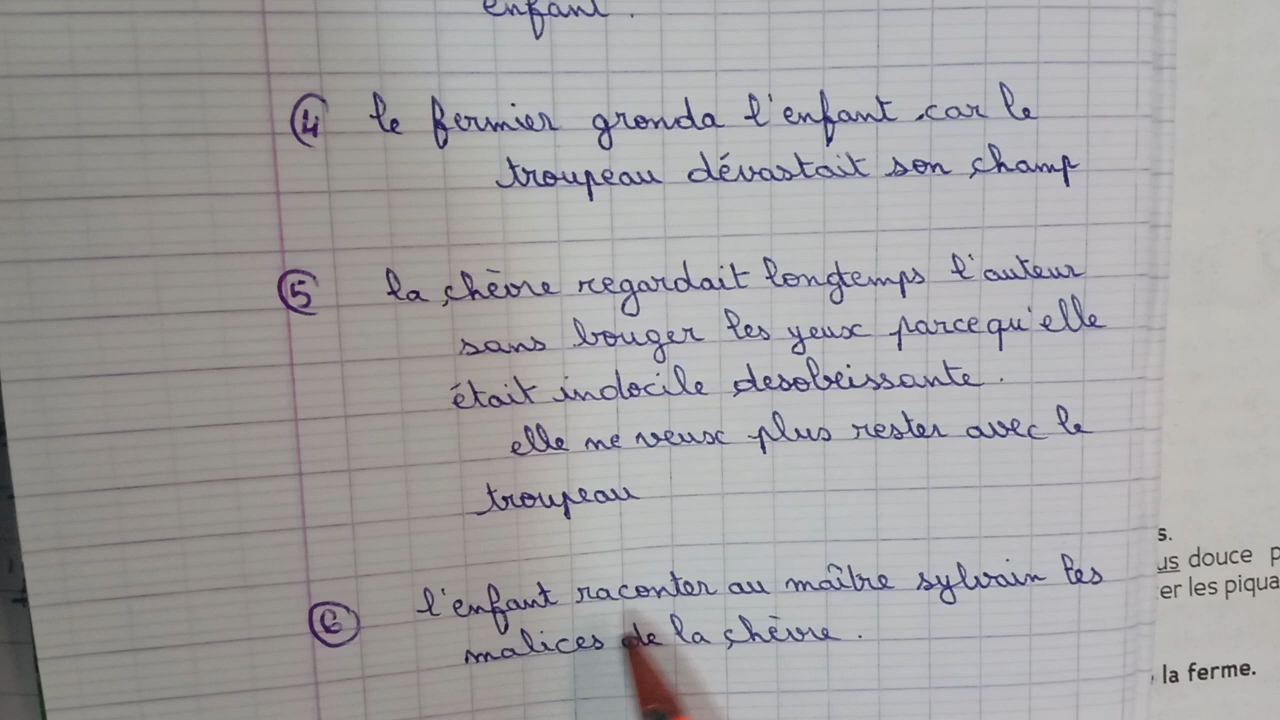 enfant.
④ le fermier gronda l'enfant car le
troupeau dévastait son champ
⑤ la chèvre regardait longtemps l'auteur
sans bouger les yeux parcequ'elle
était indocile desobeissante.
elle ne veux plus rester avec le
troupeau
⑥ l'enfant raconter au maître sylvain les
malices de la chèvre.
s.
us douce p
er les piqua
la ferme.